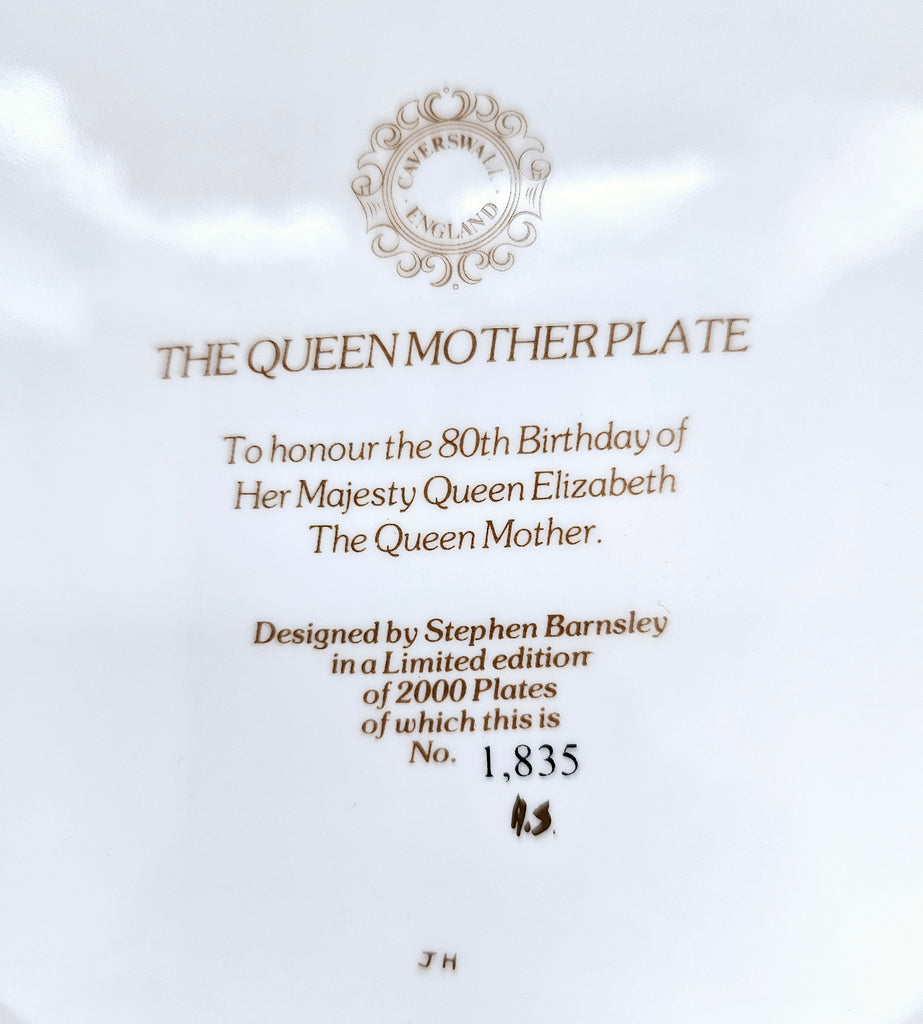 CAVERSWALL
ENGLAND
THE QUEEN MOTHER PLATE
To honour the 80th Birthday of
Her Majesty Queen Elizabeth
The Queen Mother.
Designed by Stephen Barnsley
in a Limited edition
of 2000 Plates
of which this is
No. 1,835
A.S.
JH